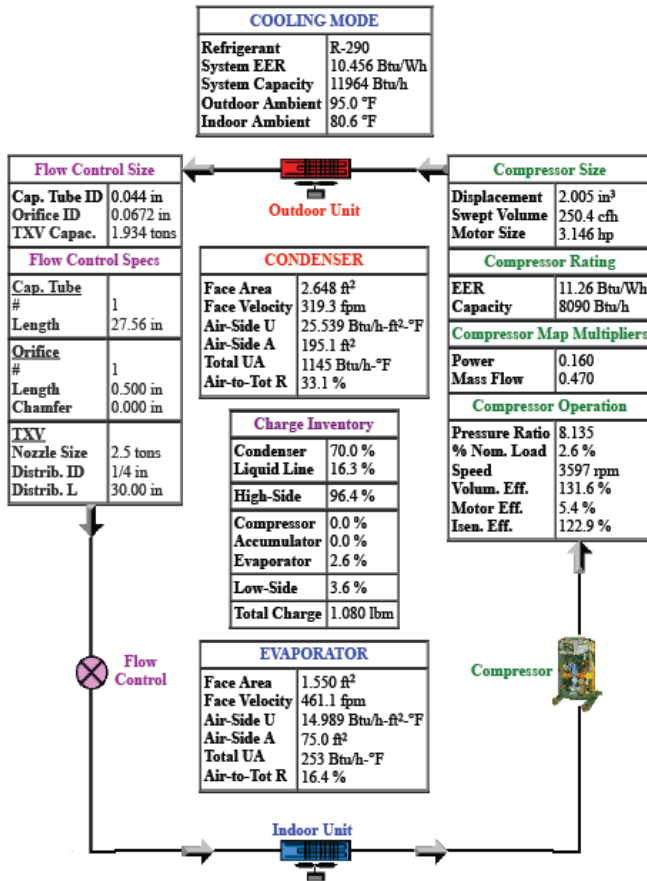 COOLING MODE
Refrigerant R-290
System EER 10.456 Btu/Wh
System Capacity 11964 Btu/h
Outdoor Ambient 95.0 °F
Indoor Ambient 80.6 °F
Flow Control Size
Cap. Tube ID 0.044 in
Orifice ID 0.0672 in
TXV Capac. 1.934 tons
Flow Control Specs
Cap. Tube
# 1
Length 27.56 in
Orifice
# 1
Length 0.500 in
Chamfer 0.000 in
TXV
Nozzle Size 2.5 tons
Distrib. ID 1/4 in
Distrib. L 30.00 in
Outdoor Unit
CONDENSER
Face Area 2.648 ft²
Face Velocity 319.3 fpm
Air-Side U 25.539 Btu/h-ft²-°F
Air-Side A 195.1 ft²
Total UA 1145 Btu/h-°F
Air-to-Tot R 33.1 %
Charge Inventory
Condenser 70.0 %
Liquid Line 16.3 %
High-Side 96.4 %
Compressor 0.0 %
Accumulator 0.0 %
Evaporator 2.6 %
Low-Side 3.6 %
Total Charge 1.080 lbm
Compressor Size
Displacement 2.005 in³
Swept Volume 250.4 cfh
Motor Size 3.146 hp
Compressor Rating
EER 11.26 Btu/Wh
Capacity 8090 Btu/h
Compressor Map Multipliers
Power 0.160
Mass Flow 0.470
Compressor Operation
Pressure Ratio 8.135
% Nom. Load 2.6 %
Speed 3597 rpm
Volum. Eff. 131.6 %
Motor Eff. 5.4 %
Isen. Eff. 122.9 %
Flow
Control
EVAPORATOR
Face Area 1.550 ft²
Face Velocity 461.1 fpm
Air-Side U 14.989 Btu/h-ft²-°F
Air-Side A 75.0 ft²
Total UA 253 Btu/h-°F
Air-to-Tot R 16.4 %
Compressor
Indoor Unit